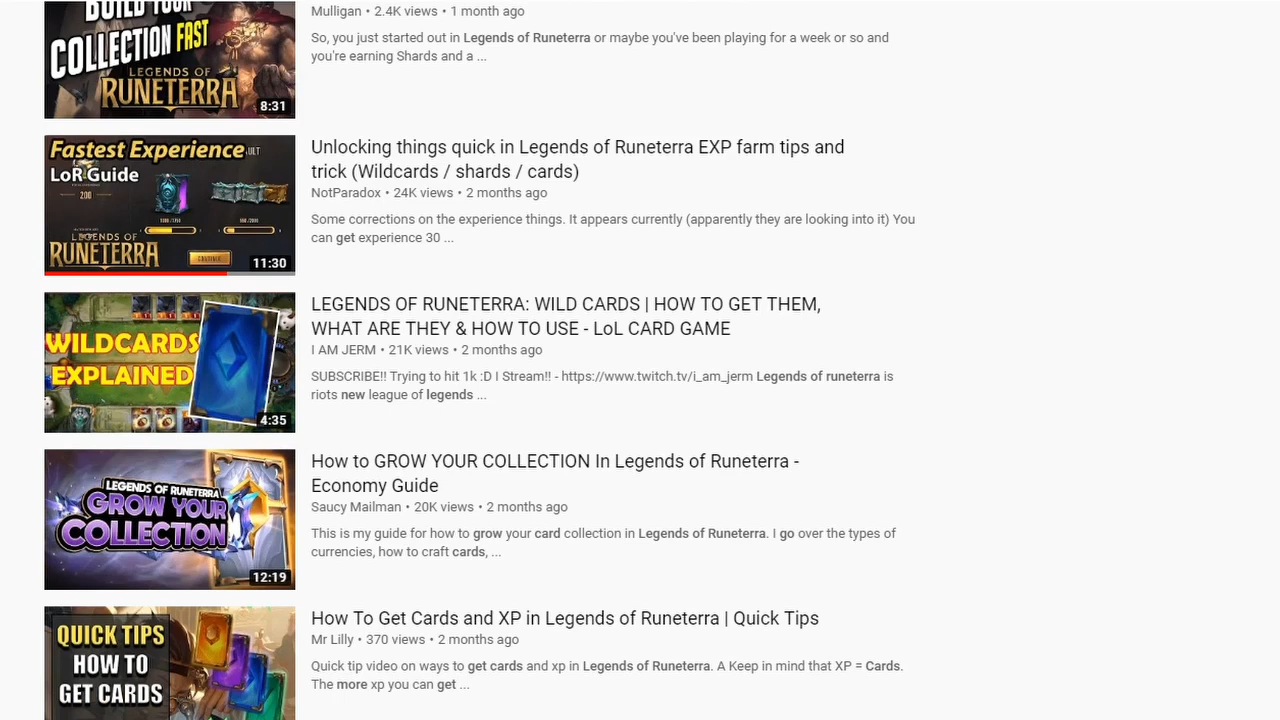 BUILD YOUR
COLLECTION FAST
LEGENDS OF
RUNETERRA
8:31
Mulligan • 2.4K views • 1 month ago
So, you just started out in Legends of Runeterra or maybe you've been playing for a week or so and
you're earning Shards and a ...
Fastest Experience
LoR Guide
200
LEGENDS OF
RUNETERRA
CONTINUE
11:30
Unlocking things quick in Legends of Runeterra EXP farm tips and
trick (Wildcards / shards / cards)
NotParadox • 24K views • 2 months ago
Some corrections on the experience things. It appears currently (apparently they are looking into it) You
can get experience 30 ...
WILDCARDS
EXPLAINED
4:35
LEGENDS OF RUNETERRA: WILD CARDS | HOW TO GET THEM,
WHAT ARE THEY & HOW TO USE - LoL CARD GAME
I AM JERM • 21K views • 2 months ago
SUBSCRIBE!! Trying to hit 1k :D I Stream!! - https://www.twitch.tv/i_am_jerm Legends of runeterra is
riots new league of legends ...
LEGENDS OF RUNETERRA
GROW YOUR
COLLECTION
12:19
How to GROW YOUR COLLECTION In Legends of Runeterra -
Economy Guide
Saucy Mailman • 20K views • 2 months ago
This is my guide for how to grow your card collection in Legends of Runeterra. I go over the types of
currencies, how to craft cards, ...
QUICK TIPS
HOW TO
GET CARDS
How To Get Cards and XP in Legends of Runeterra | Quick Tips
Mr Lilly • 370 views • 2 months ago
Quick tip video on ways to get cards and xp in Legends of Runeterra. A Keep in mind that XP = Cards.
The more xp you can get ...